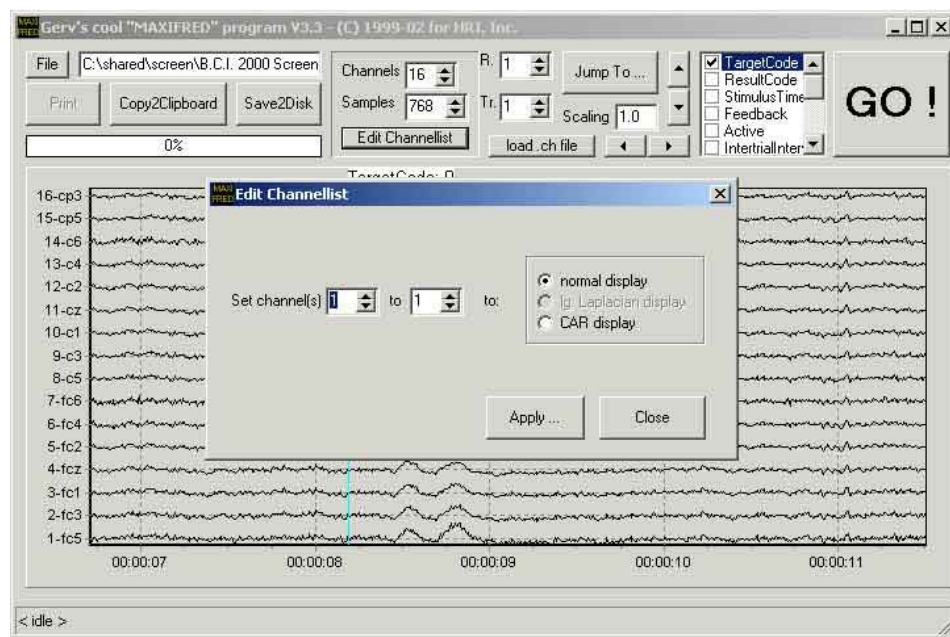 MAXI FRED Gerv's cool "MAXIFRED" program V3.3 - (C) 1999-02 for HRI, Inc.
File C:\shared\screen\B.C.I. 2000 Screen
Print Copy2Clipboard Save2Disk
0%
Channels 16
Samples 768
Edit Channellist
R. 1
Tr. 1
Jump To ...
Scaling 1.0
load .ch file
TargetCode
ResultCode
StimulusTime
Feedback
Active
IntertrialInter
GO !
TargetCode: 0
MAXI FRED Edit Channellist
Set channel(s) 1 to 1 to:
normal display
lg. Laplacian display
CAR display
Apply ...
Close
16-cp3
15-cp5
14-c6
13-c4
12-c2
11-cz
10-c1
9-c3
8-c5
7-fc6
6-fc4
5-fc2
4-fcz
3-fc1
2-fc3
1-fc5
00:00:07 00:00:08 00:00:09 00:00:10 00:00:11
< idle >